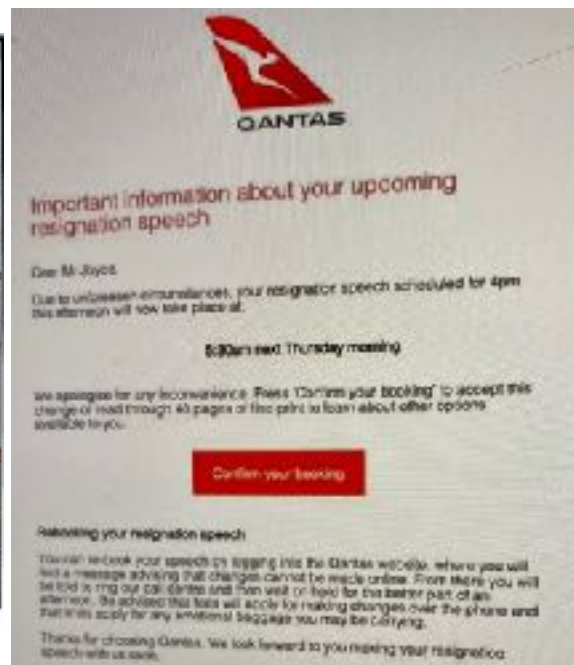 QANTAS
Important information about your upcoming
resignation speech
Dear Mr Joyce
Due to unforeseen circumstances, your resignation speech scheduled for 4pm
this afternoon will now take place at:
5:30am next Thursday morning
We apologise for any inconvenience. Press 'Confirm your booking' to accept this
change or read through 45 pages of fine print to learn about other options
available to you.
Confirm your booking
Rebooking your resignation speech
You can re-book your speech by logging into the Qantas website, where you will
find a message advising that changes cannot be made online. From there you will
be told to ring our call centre and then wait on hold for the better part of an
afternoon. Be advised that fees will apply for making changes over the phone and
that limits apply for any emotional baggage you may be carrying.
Thanks for choosing Qantas. We look forward to you making your resignation
speech with us soon.